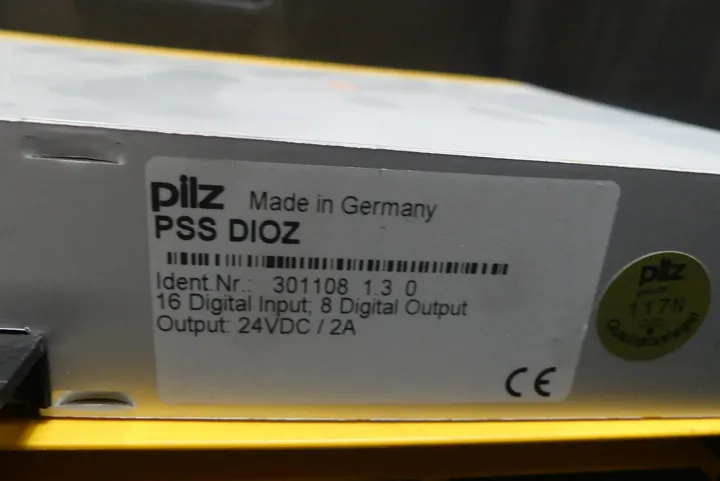 pilz Made in Germany
PSS DIOZ
Ident.Nr.: 301108 1.3 0
16 Digital Input; 8 Digital Output
Output: 24VDC / 2A
CE
pilz
117N